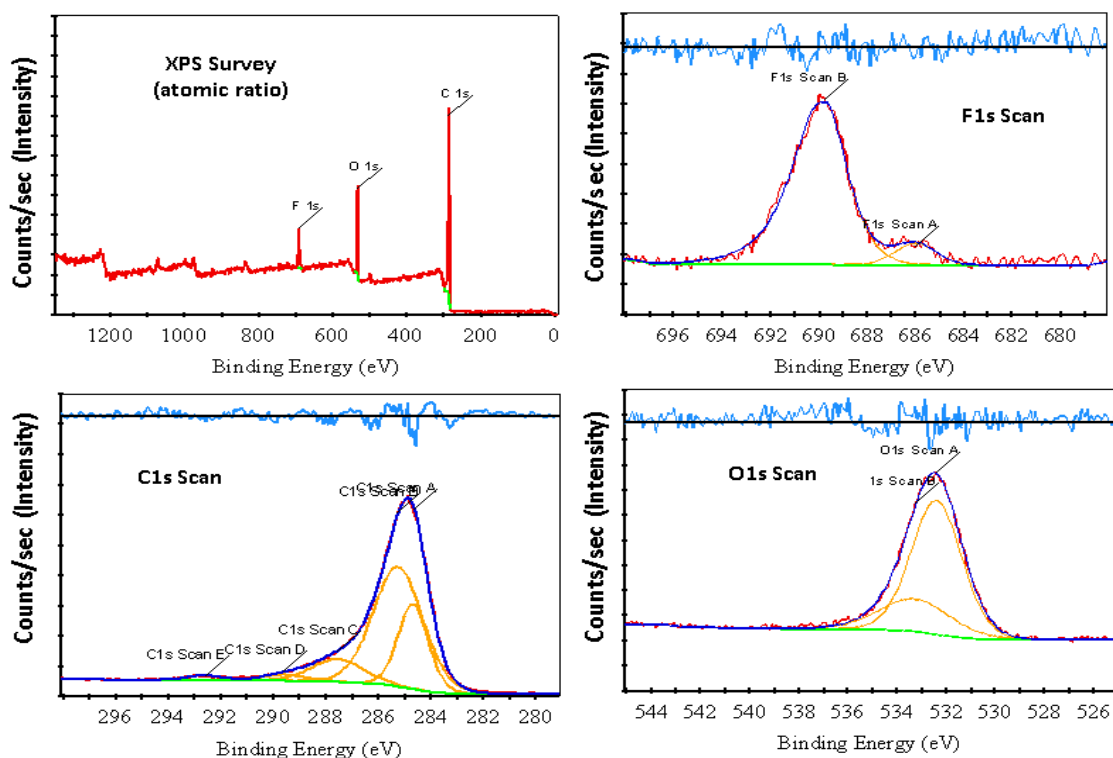 XPS Survey
(atomic ratio)
C 1s
O 1s
F 1s
Counts/sec (Intensity)
1200 1000 800 600 400 200 0
Binding Energy (eV)
F1s Scan B
F1s Scan
F1s Scan A
Counts/s ec (Intensity)
696 694 692 690 688 686 684 682 680
Binding Energy (eV)
C1s Scan
C1s Scan A
C1s Scan C
C1s Scan D
C1s Scan E
Counts/sec (Intensity)
296 294 292 290 288 286 284 282 280
Binding Energy (eV)
O1s Scan A
O1s Scan
1s Scan B
Counts/sec (Intensity)
544 542 540 538 536 534 532 530 528 526
Binding Energy (eV)